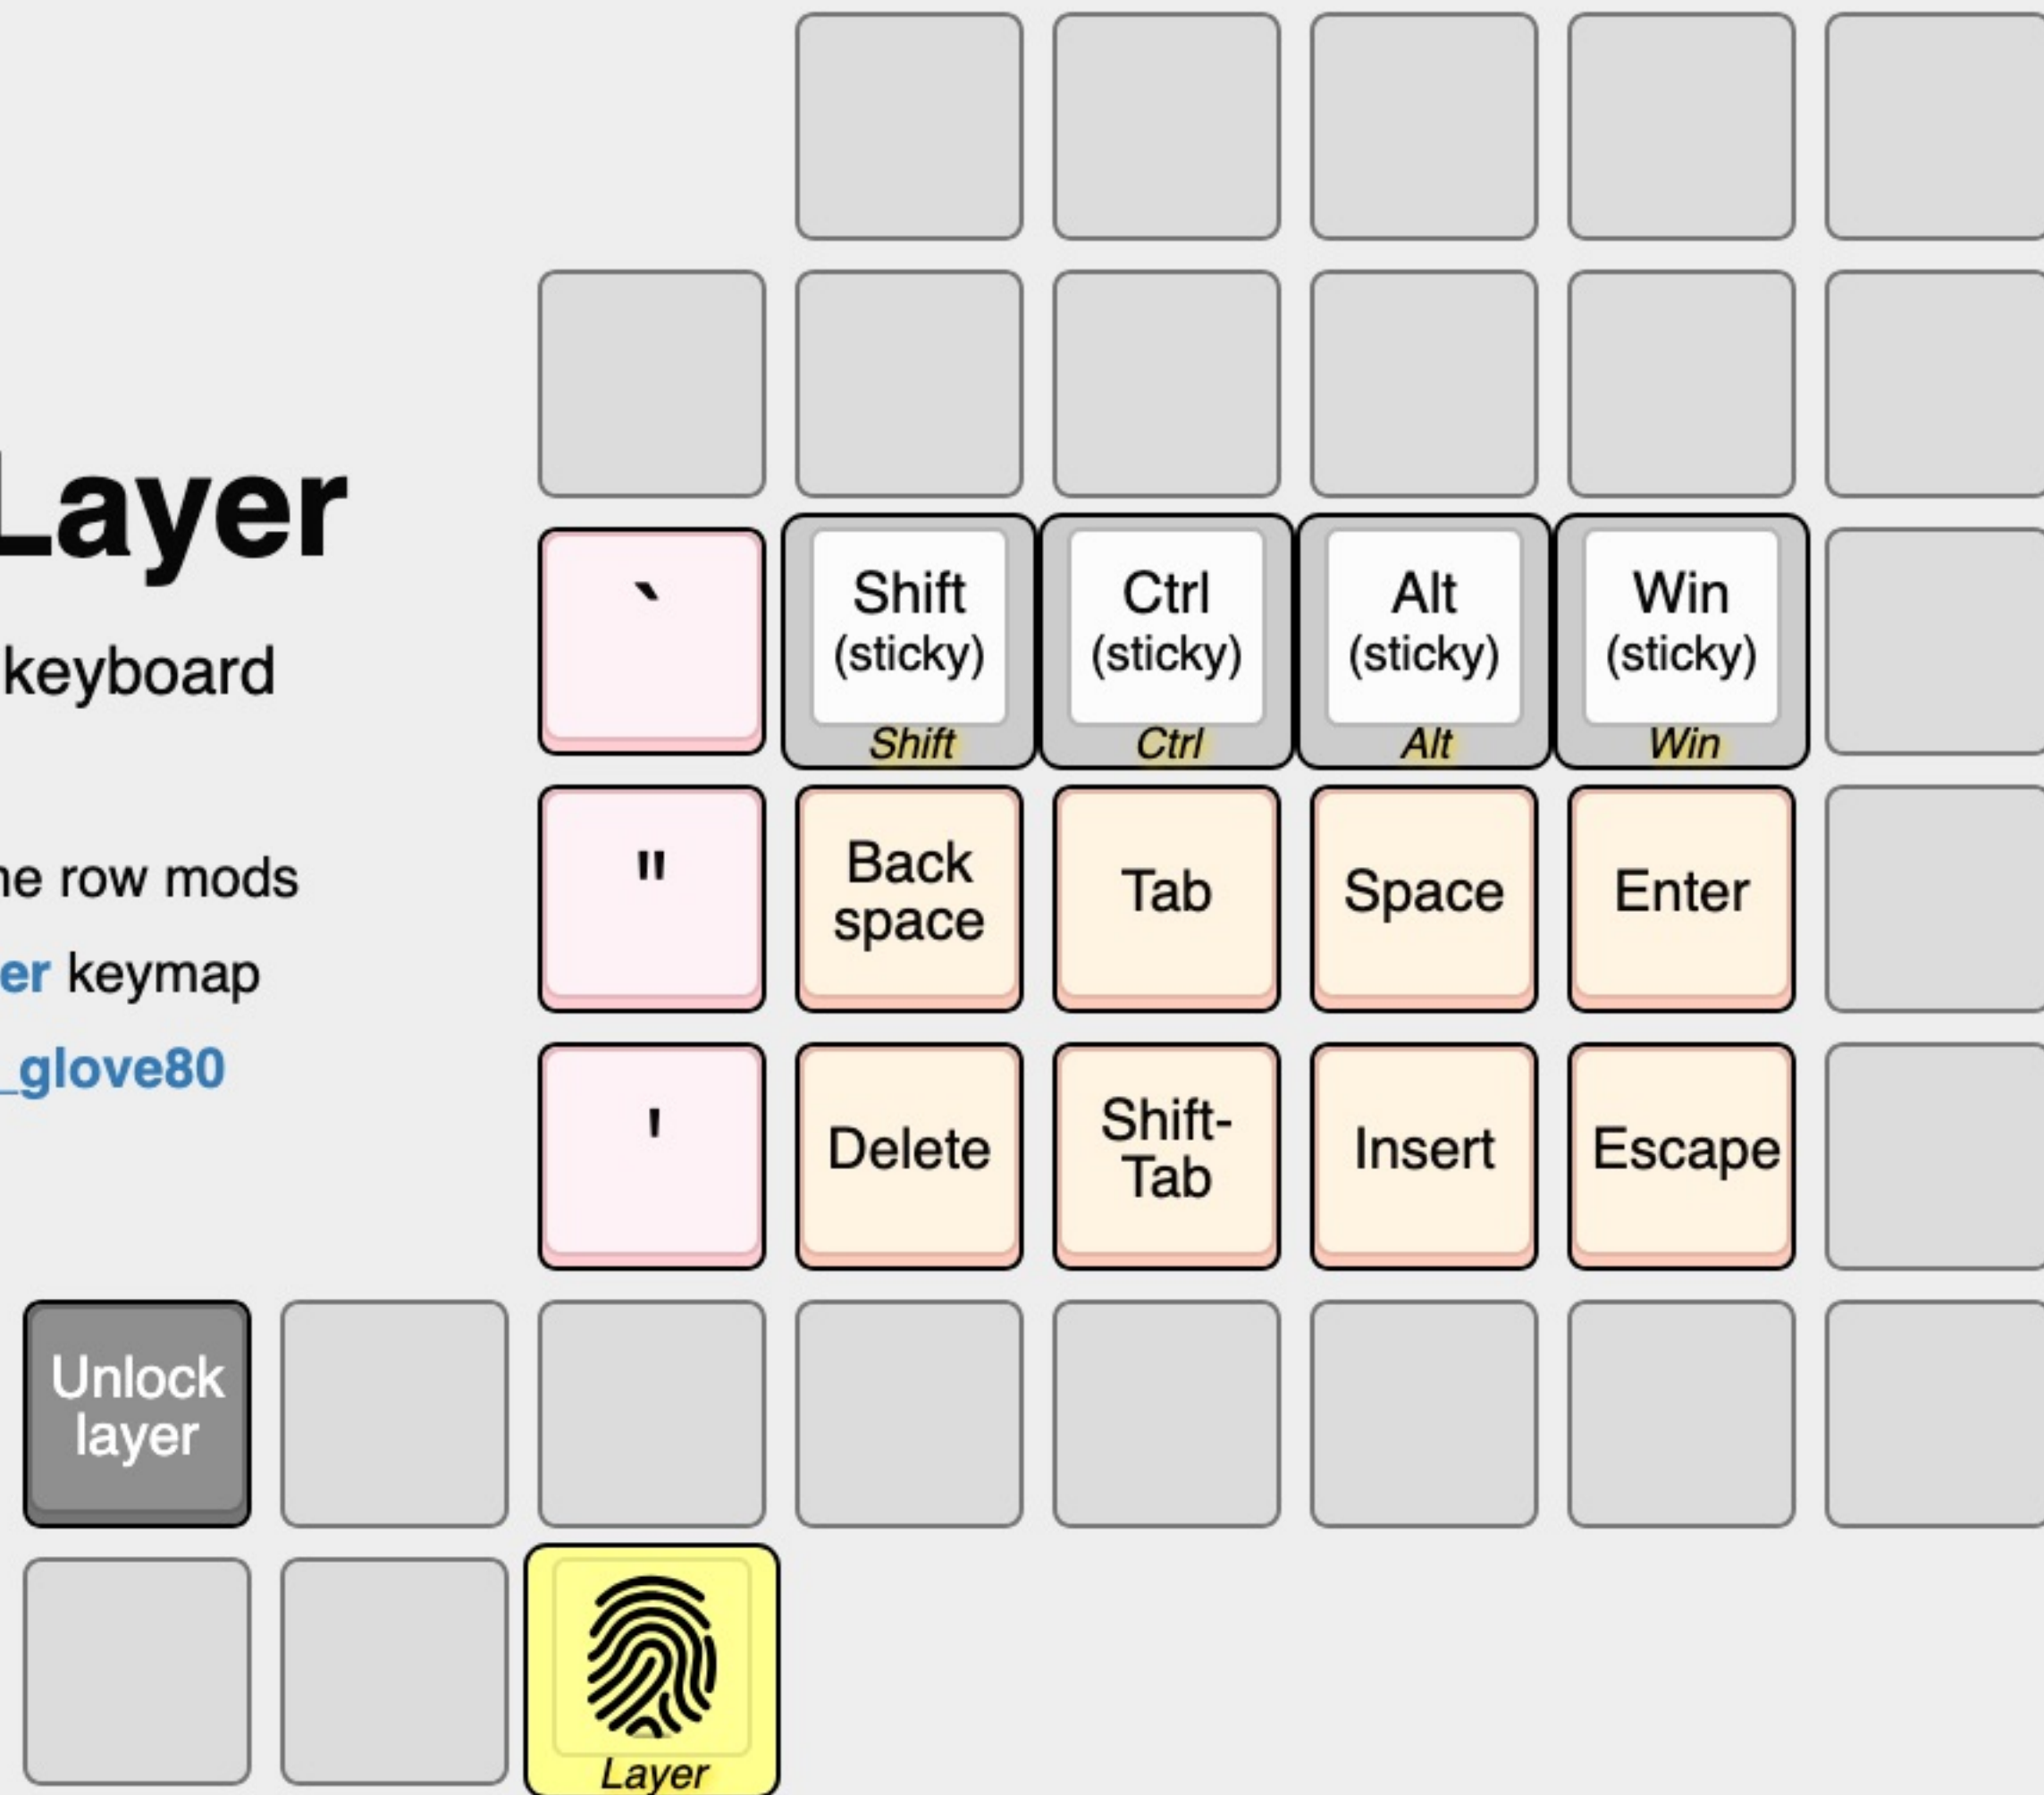 Layer
keyboard
ne row mods
er keymap
_glove80
`
Shift
(sticky)
Shift
Ctrl
(sticky)
Ctrl
Alt
(sticky)
Alt
Win
(sticky)
Win
"
Back
space
Tab
Space
Enter
'
Delete
Shift-
Tab
Insert
Escape
Unlock
layer
Layer